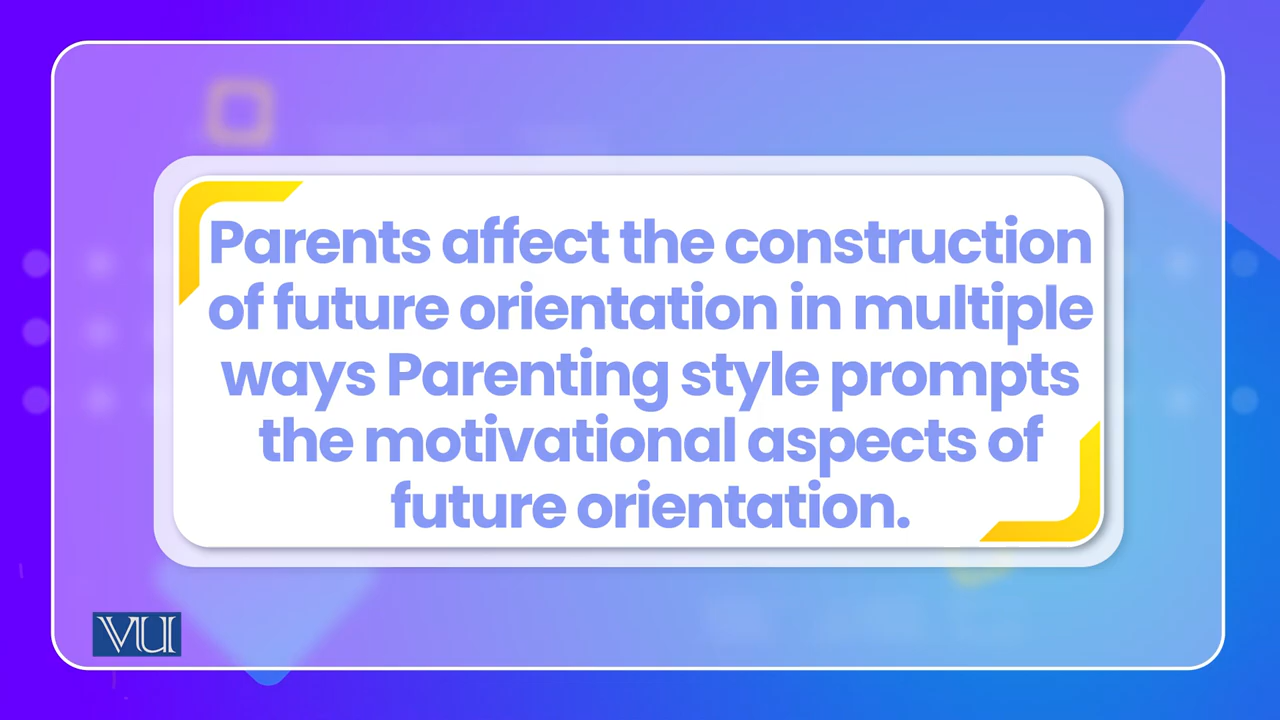 Parents affect the construction
of future orientation in multiple
ways Parenting style prompts
the motivational aspects of
future orientation.
VU